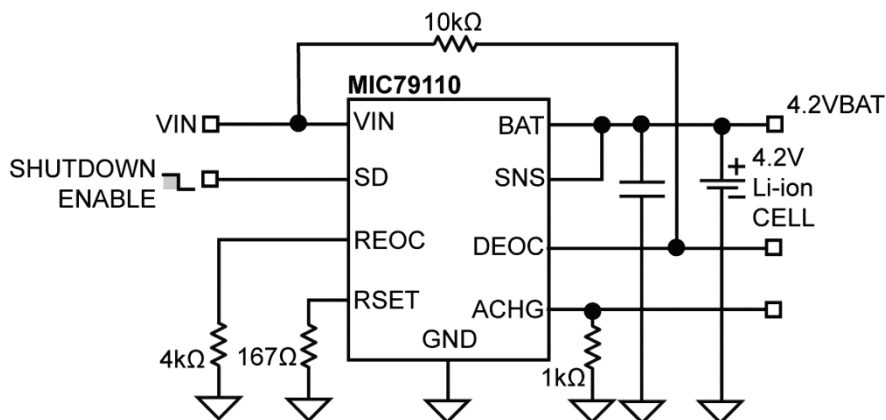 10kΩ
MIC79110
VIN
VIN
BAT
4.2VBAT
SHUTDOWN
ENABLE
SD
SNS
+ 4.2V
- Li-ion
CELL
REOC
DEOC
RSET
ACHG
GND
4kΩ
167Ω
1kΩ